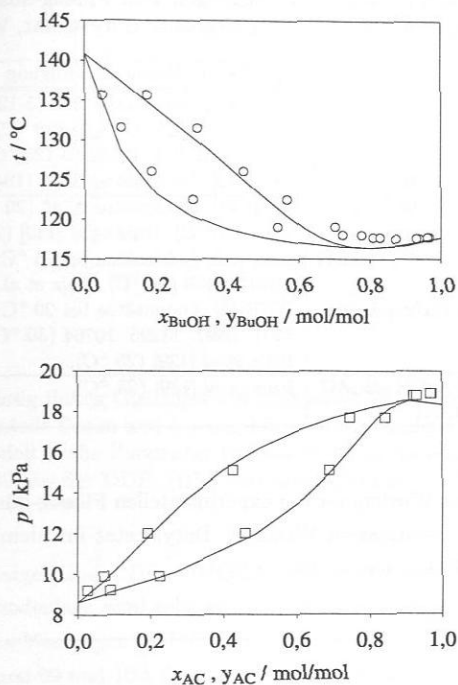 145
140
135
130
125
120
115
t / °C
0,0 0,2 0,4 0,6 0,8 1,0
x_BuOH , y_BuOH / mol/mol
20
18
16
14
12
10
8
p / kPa
0,0 0,2 0,4 0,6 0,8 1,0
x_AC , y_AC / mol/mol